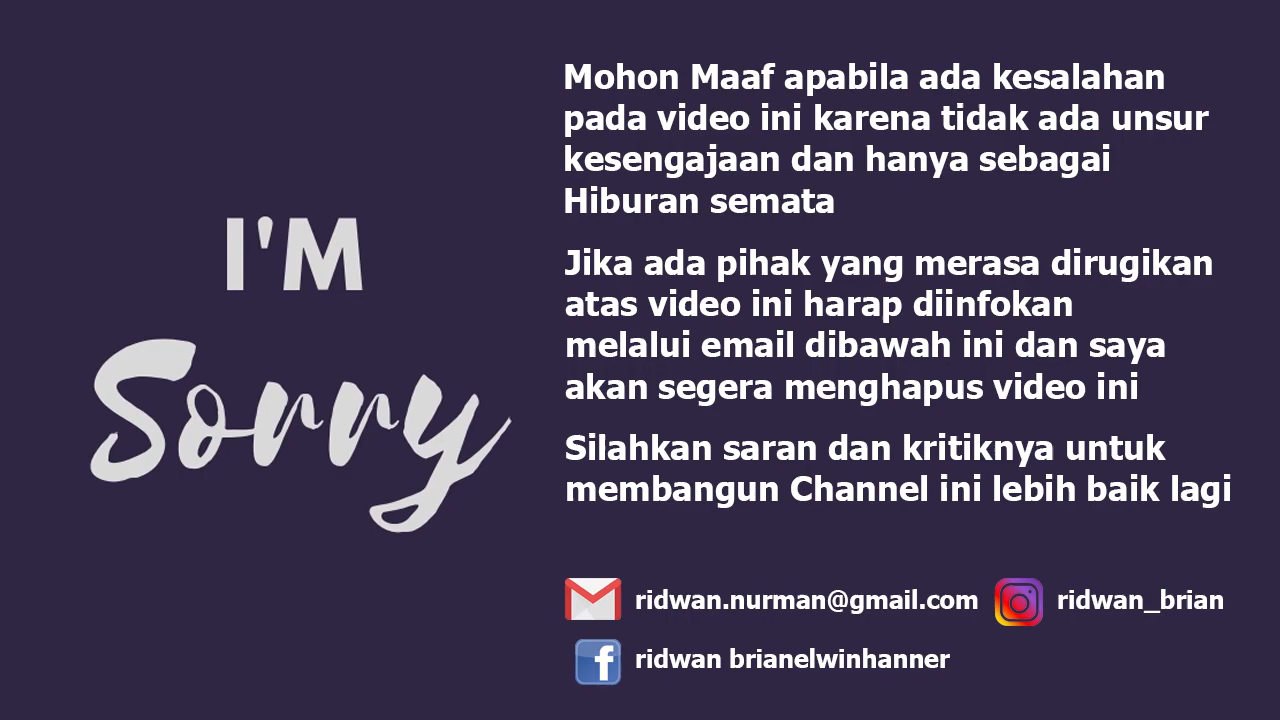 I'M
Sorry
Mohon Maaf apabila ada kesalahan
pada video ini karena tidak ada unsur
kesengajaan dan hanya sebagai
Hiburan semata
Jika ada pihak yang merasa dirugikan
atas video ini harap diinfokan
melalui email dibawah ini dan saya
akan segera menghapus video ini
Silahkan saran dan kritiknya untuk
membangun Channel ini lebih baik lagi
ridwan.nurman@gmail.com
ridwan_brian
ridwan brianelwinhanner